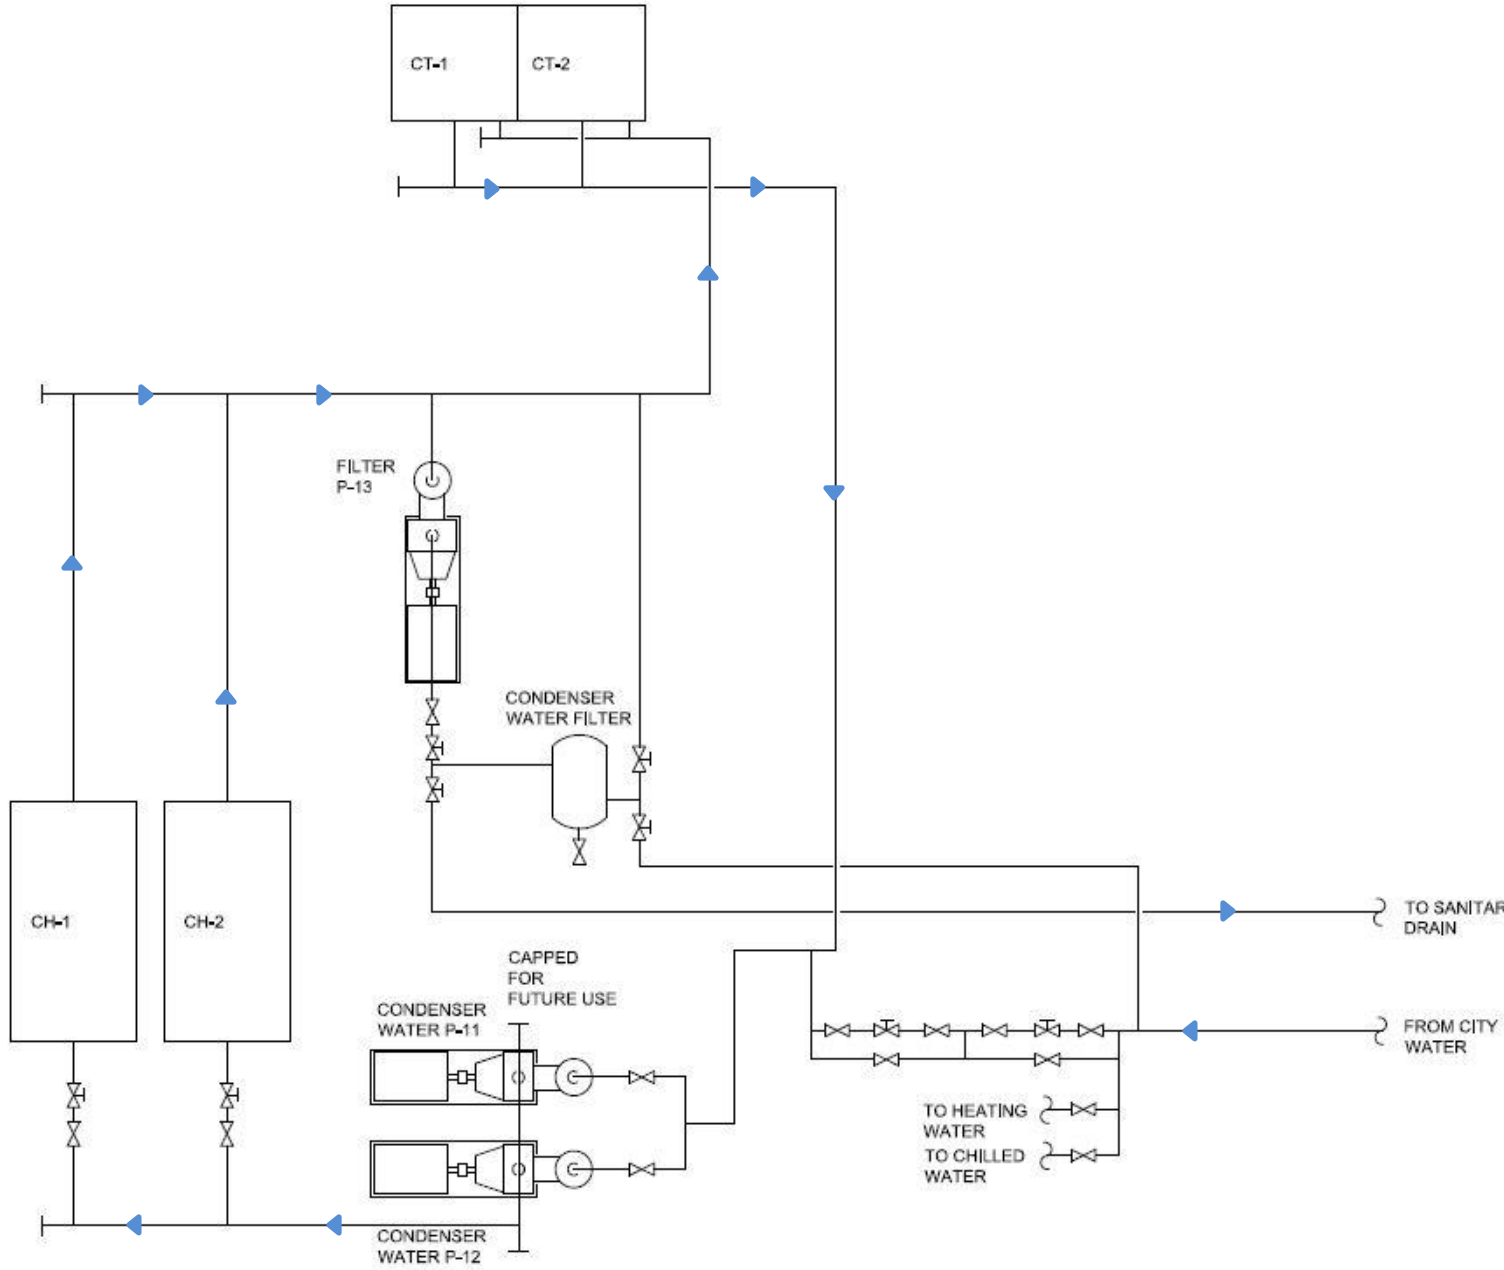 CT-1
CT-2
FILTER
P-13
CONDENSER
WATER FILTER
CH-1
CH-2
TO SANITAR
DRAIN
CAPPED
FOR
FUTURE USE
CONDENSER
WATER P-11
FROM CITY
WATER
TO HEATING
WATER
TO CHILLED
WATER
CONDENSER
WATER P-12